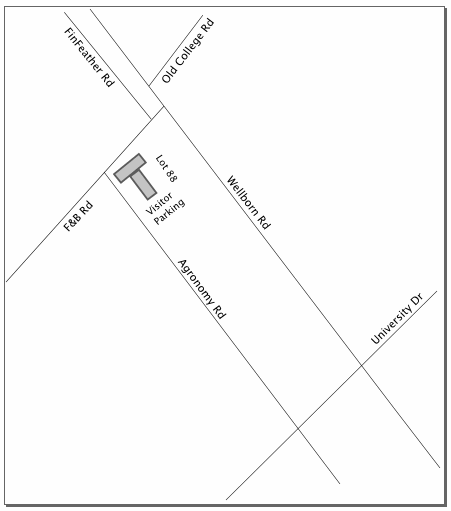 FinFeather Rd
Old College Rd
Lot 88
Visitor
Parking
F&B Rd
Wellborn Rd
Agronomy Rd
University Dr